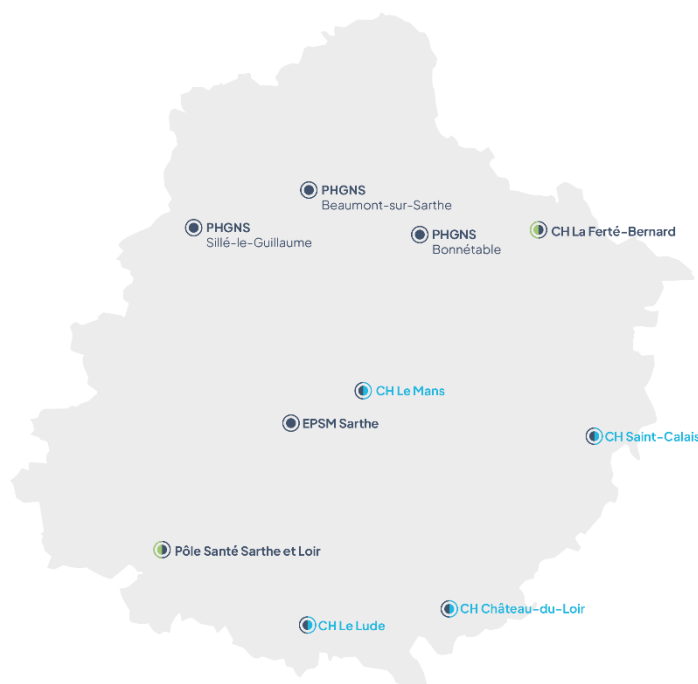 PHGNS
Beaumont-sur-Sarthe
PHGNS
Sillé-le-Guillaume
PHGNS
Bonnétable
CH La Ferté-Bernard
CH Le Mans
EPSM Sarthe
CH Saint-Calais
Pôle Santé Sarthe et Loir
CH Château-du-Loir
CH Le Lude